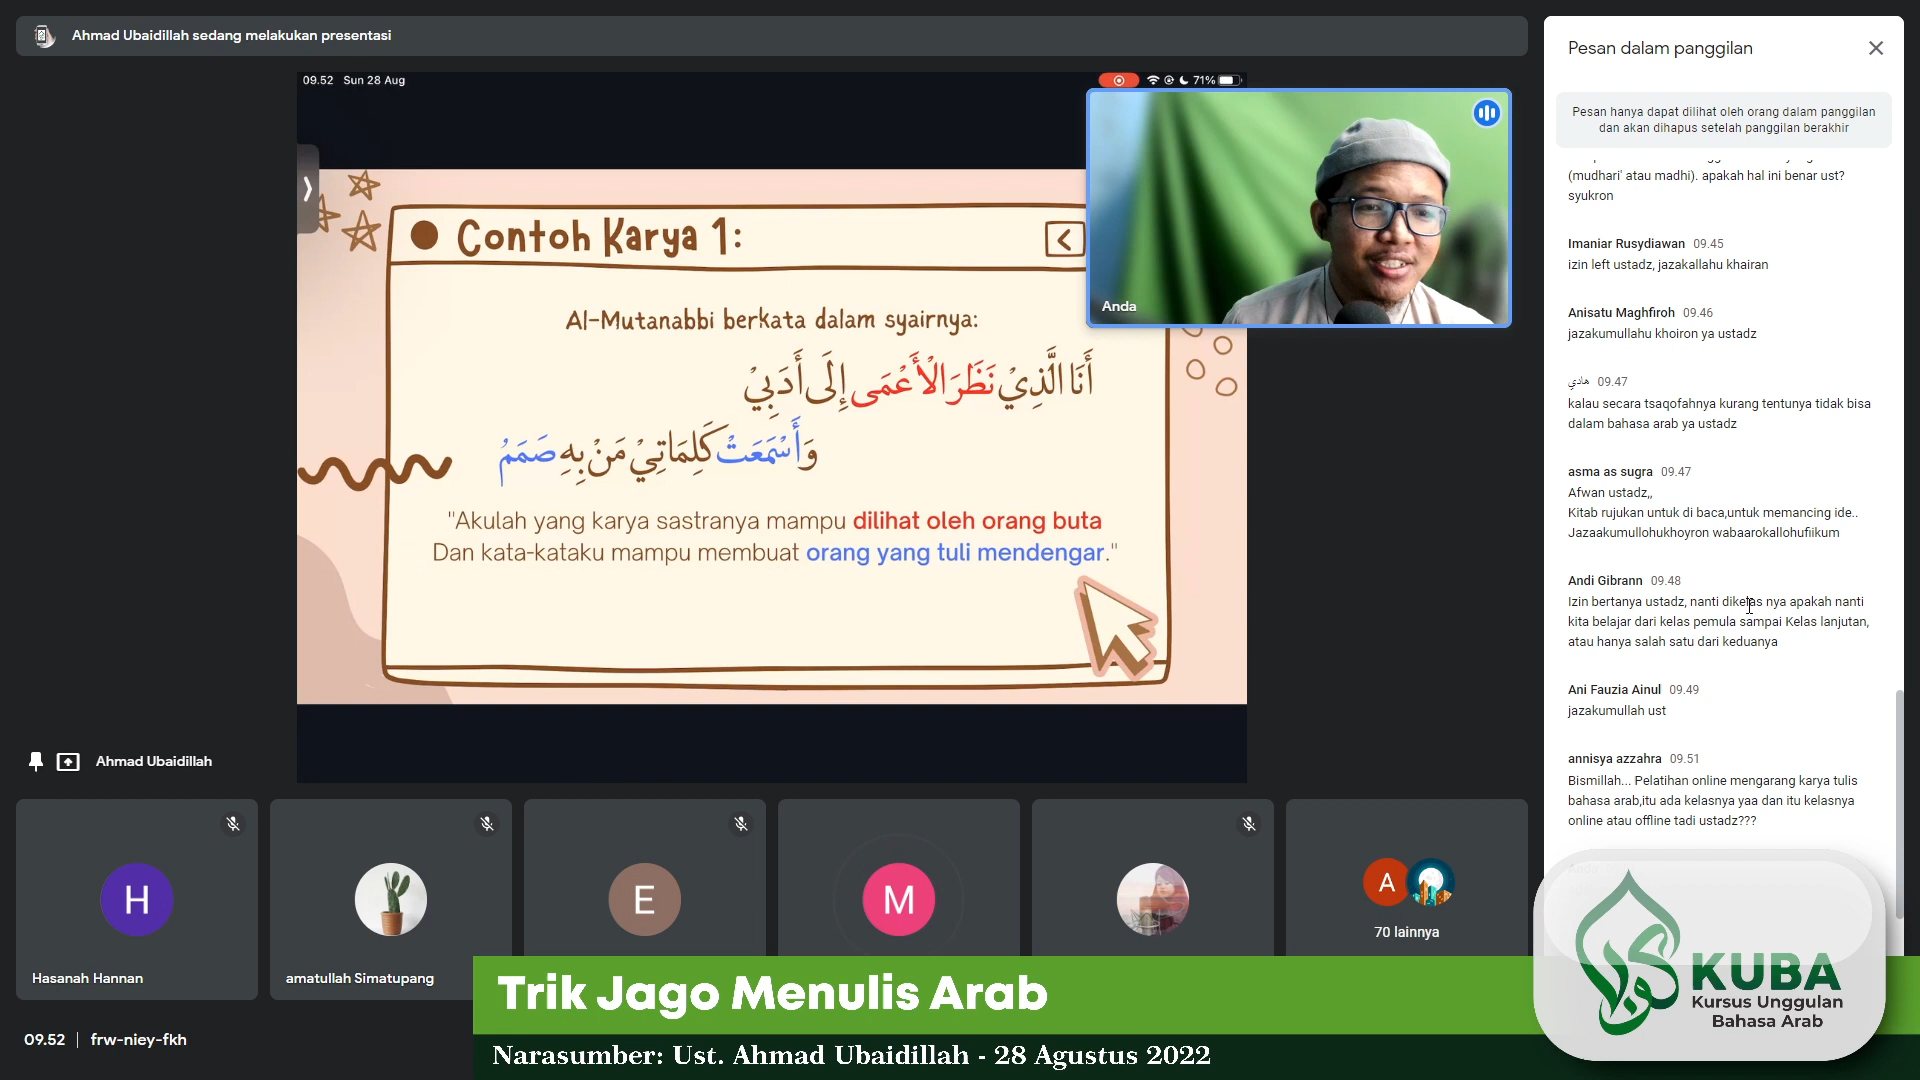 Ahmad Ubaidillah sedang melakukan presentasi
09.52 Sun 28 Aug
71%
Contoh Karya 1:
Al-Mutanabbi berkata dalam syairnya:
أَنَا الَّذِيْ نَظَرَ الْأَعْمَى إِلَى أَدَبِيْ
وَأَسْمَعَتْ كَلِمَاتِيْ مَنْ بِهِ صَمَمُ
"Akulah yang karya sastranya mampu dilihat oleh orang buta
Dan kata-kataku mampu membuat orang yang tuli mendengar."
Anda
Ahmad Ubaidillah
H
Hasanah Hannan
amatullah Simatupang
E
M
A
70 lainnya
09.52 | frw-niey-fkh
Pesan dalam panggilan
Pesan hanya dapat dilihat oleh orang dalam panggilan
dan akan dihapus setelah panggilan berakhir
(mudhari' atau madhi). apakah hal ini benar ust?
syukron
Imaniar Rusydiawan 09.45
izin left ustadz, jazakallahu khairan
Anisatu Maghfiroh 09.46
jazakumullahu khoiron ya ustadz
هادي 09.47
kalau secara tsaqofahnya kurang tentunya tidak bisa
dalam bahasa arab ya ustadz
asma as sugra 09.47
Afwan ustadz,,
Kitab rujukan untuk di baca,untuk memancing ide..
Jazaakumullohukhoyron wabaarokallohufiikum
Andi Gibrann 09.48
Izin bertanya ustadz, nanti dikelas nya apakah nanti
kita belajar dari kelas pemula sampai Kelas lanjutan,
atau hanya salah satu dari keduanya
Ani Fauzia Ainul 09.49
jazakumullah ust
annisya azzahra 09.51
Bismillah... Pelatihan online mengarang karya tulis
bahasa arab,itu ada kelasnya yaa dan itu kelasnya
online atau offline tadi ustadz???
Trik Jago Menulis Arab
Narasumber: Ust. Ahmad Ubaidillah - 28 Agustus 2022
KUBA
Kursus Unggulan
Bahasa Arab